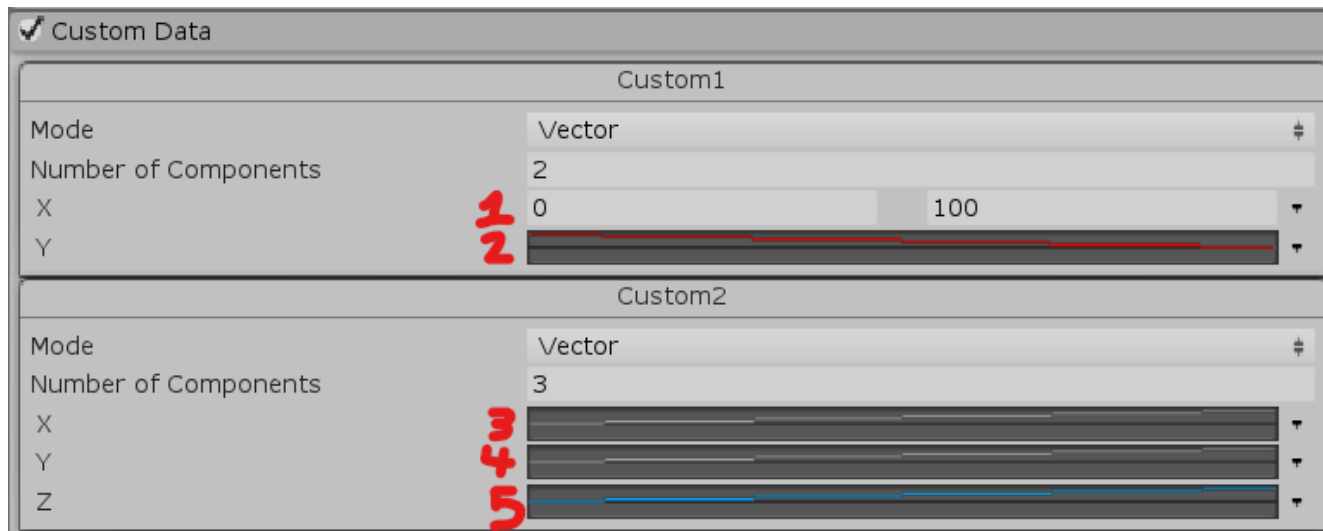 Custom Data
Custom1
Mode Vector
Number of Components 2
X 1 0 100
Y 2
Custom2
Mode Vector
Number of Components 3
X 3
Y 4
Z 5